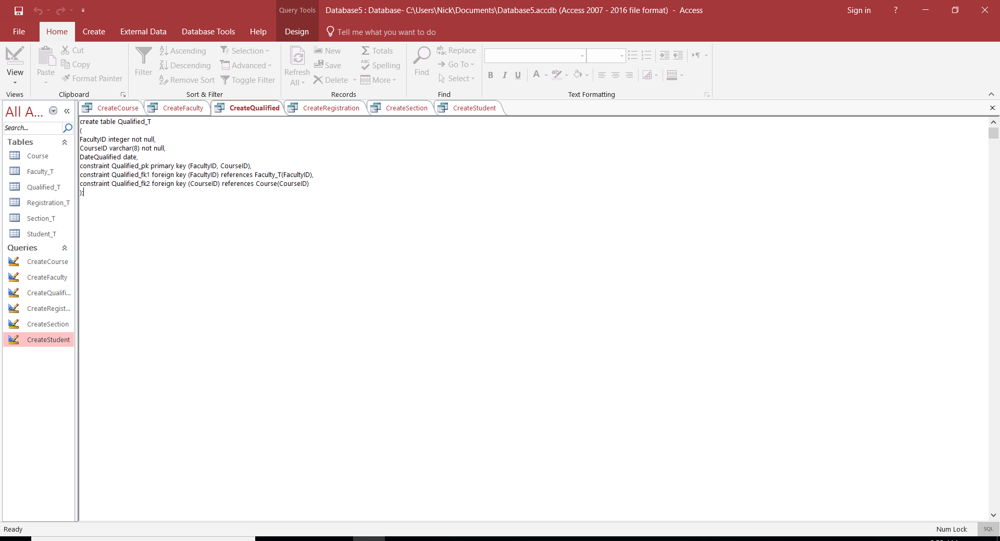 Query Tools
Database5 : Database- C:\Users\Nick\Documents\Database5.accdb (Access 2007 - 2016 file format) - Access
Sign in
?
File
Home
Create
External Data
Database Tools
Help
Design
Tell me what you want to do
View
Views
Paste
Cut
Copy
Format Painter
Clipboard
Filter
Ascending
Descending
Remove Sort
Selection
Advanced
Toggle Filter
Sort & Filter
Refresh
All
New
Save
Delete
Totals
Spelling
More
Records
Find
Replace
Go To
Select
Find
B I U A
Text Formatting
All A...
Search...
Tables
Course
Faculty_T
Qualified_T
Registration_T
Section_T
Student_T
Queries
CreateCourse
CreateFaculty
CreateQualifi...
CreateRegist...
CreateSection
CreateStudent
CreateCourse
CreateFaculty
CreateQualified
CreateRegistration
CreateSection
CreateStudent
create table Qualified_T
(
FacultyID integer not null,
CourseID varchar(8) not null,
DateQualified date,
constraint Qualified_pk primary key (FacultyID, CourseID),
constraint Qualified_fk1 foreign key (FacultyID) references Faculty_T(FacultyID),
constraint Qualified_fk2 foreign key (CourseID) references Course(CourseID)
);
Ready
Num Lock
SQL